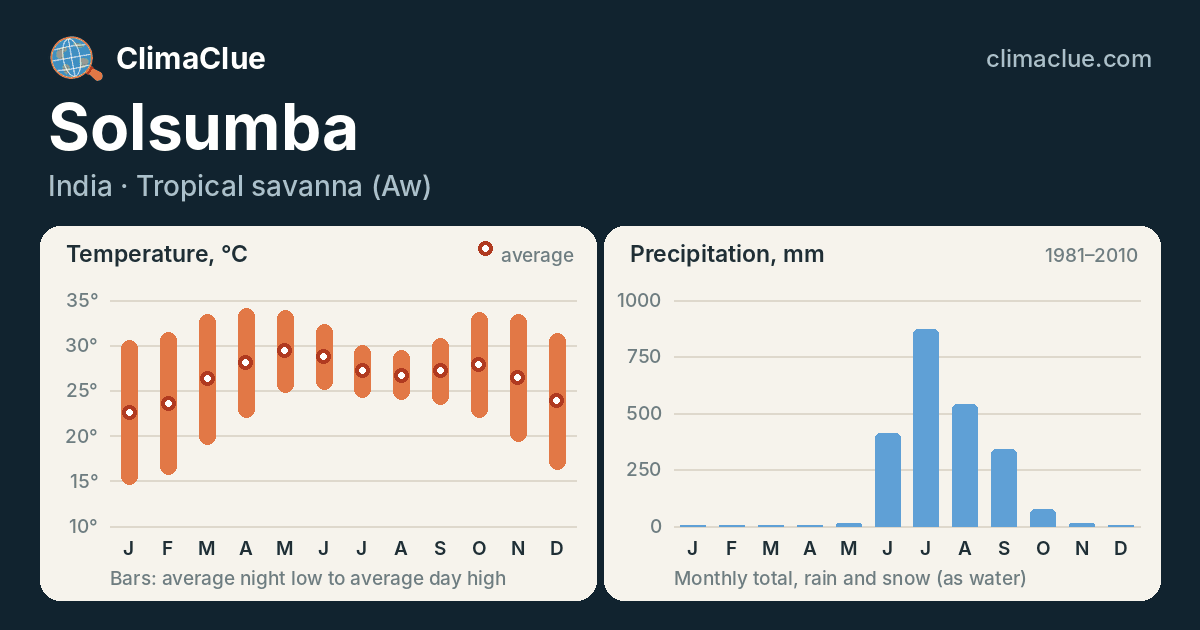 ClimaClue
climaclue.com
Solsumba
India · Tropical savanna (Aw)
Temperature, °C
average
35°
30°
25°
20°
15°
10°
J F M A M J J A S O N D
Bars: average night low to average day high
Precipitation, mm
1981–2010
1000
750
500
250
0
J F M A M J J A S O N D
Monthly total, rain and snow (as water)